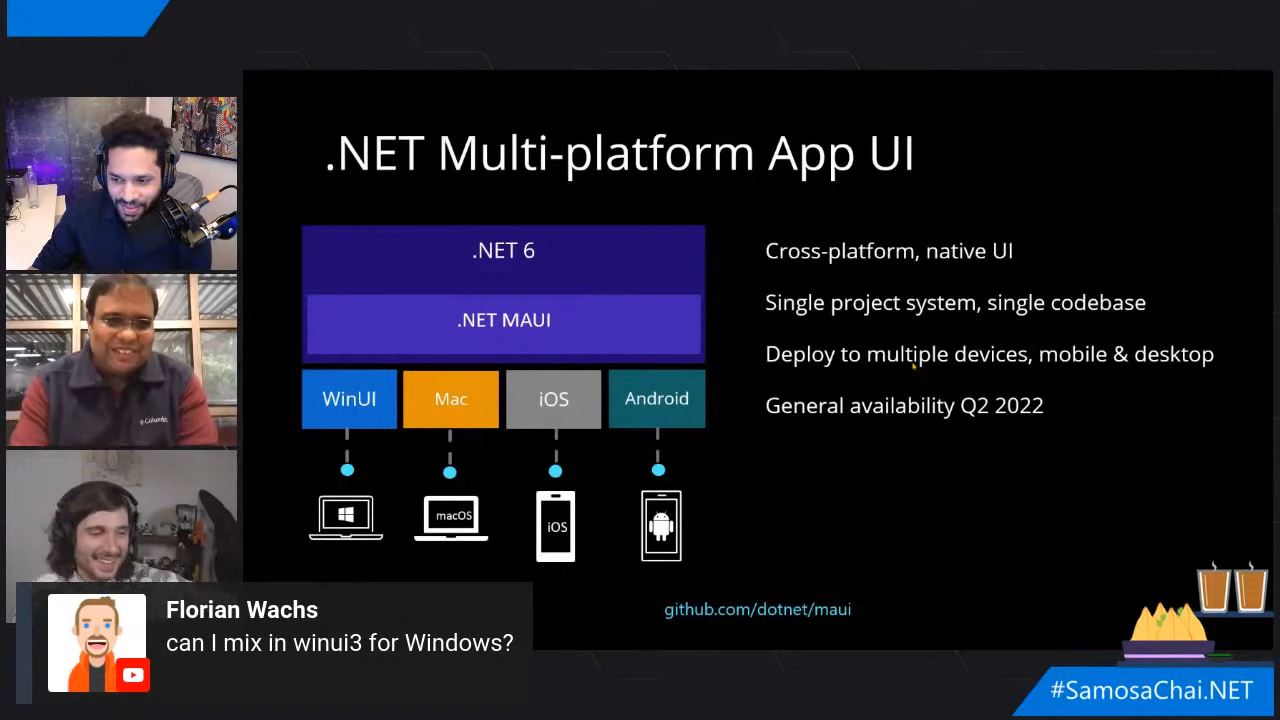 .NET Multi-platform App UI
.NET 6
.NET MAUI
WinUI
Mac
iOS
Android
macOS
iOS
Cross-platform, native UI
Single project system, single codebase
Deploy to multiple devices, mobile & desktop
General availability Q2 2022
github.com/dotnet/maui
Columbia
Florian Wachs
can I mix in winui3 for Windows?
#SamosaChai.NET